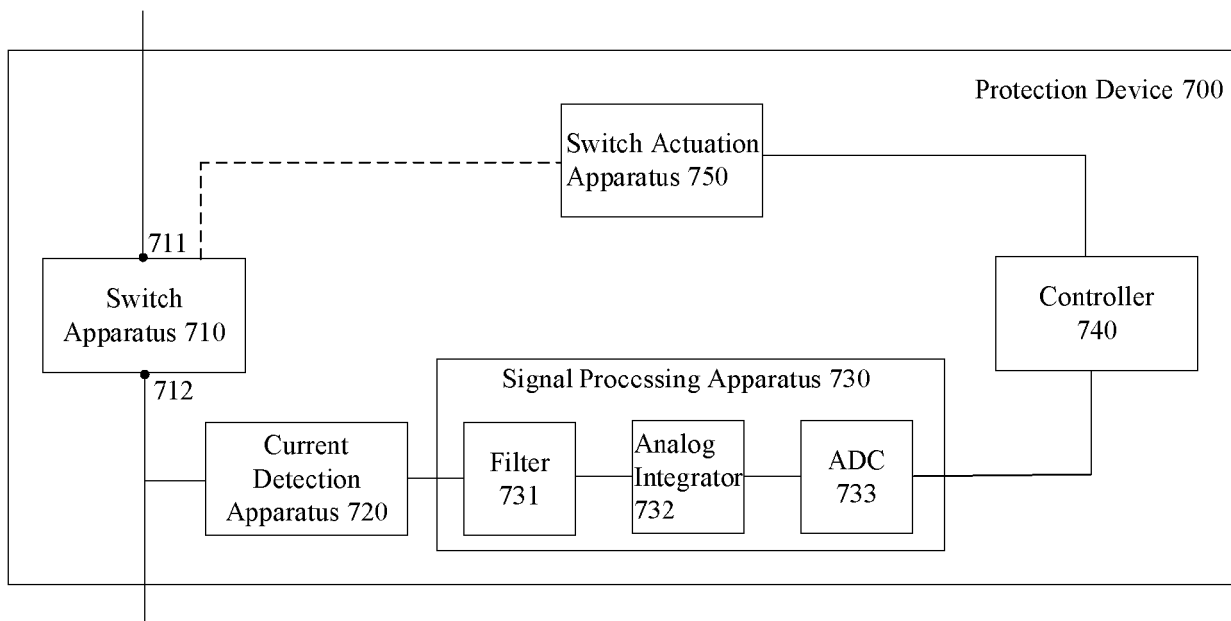 Protection Device 700
Switch Actuation
Apparatus 750
711
Switch
Apparatus 710
Controller
740
712
Signal Processing Apparatus 730
Current
Detection
Apparatus 720
Filter
731
Analog
Integrator
732
ADC
733